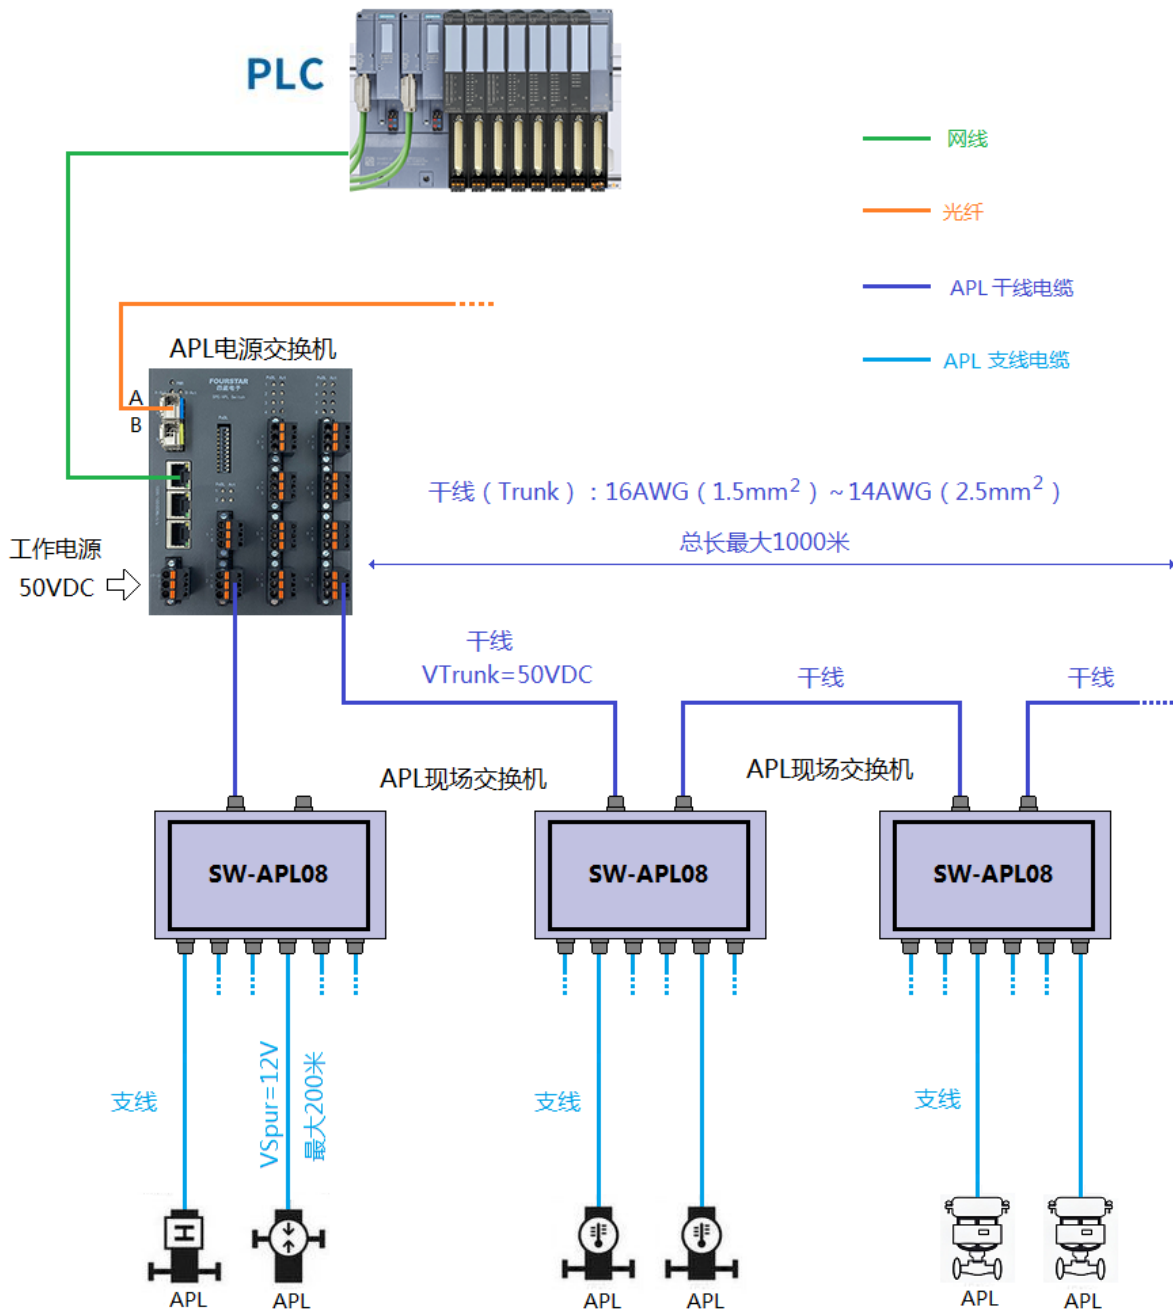 PLC
网线
光纤
APL 干线电缆
APL 支线电缆
APL电源交换机
FOURSTAR
A
B
工作电源
50VDC
干线（Trunk）：16AWG（1.5mm²）~14AWG（2.5mm²）
总长最大1000米
干线
VTrunk=50VDC
干线
干线
APL现场交换机
APL现场交换机
SW-APL08
SW-APL08
SW-APL08
支线
VSpur=12V
最大200米
支线
支线
H
APL
APL
APL
APL
APL
APL